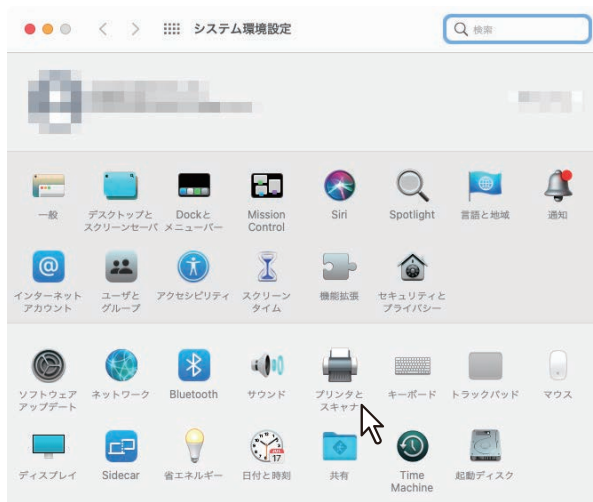 システム環境設定
検索
一般
デスクトップと
スクリーンセーバ
Dockと
メニューバー
Mission
Control
Siri
Spotlight
言語と地域
通知
インターネット
アカウント
ユーザと
グループ
アクセシビリティ
スクリーン
タイム
機能拡張
セキュリティと
プライバシー
ソフトウェア
アップデート
ネットワーク
Bluetooth
サウンド
プリンタと
スキャナ
キーボード
トラックパッド
マウス
ディスプレイ
Sidecar
省エネルギー
17
日付と時刻
共有
Time
Machine
起動ディスク